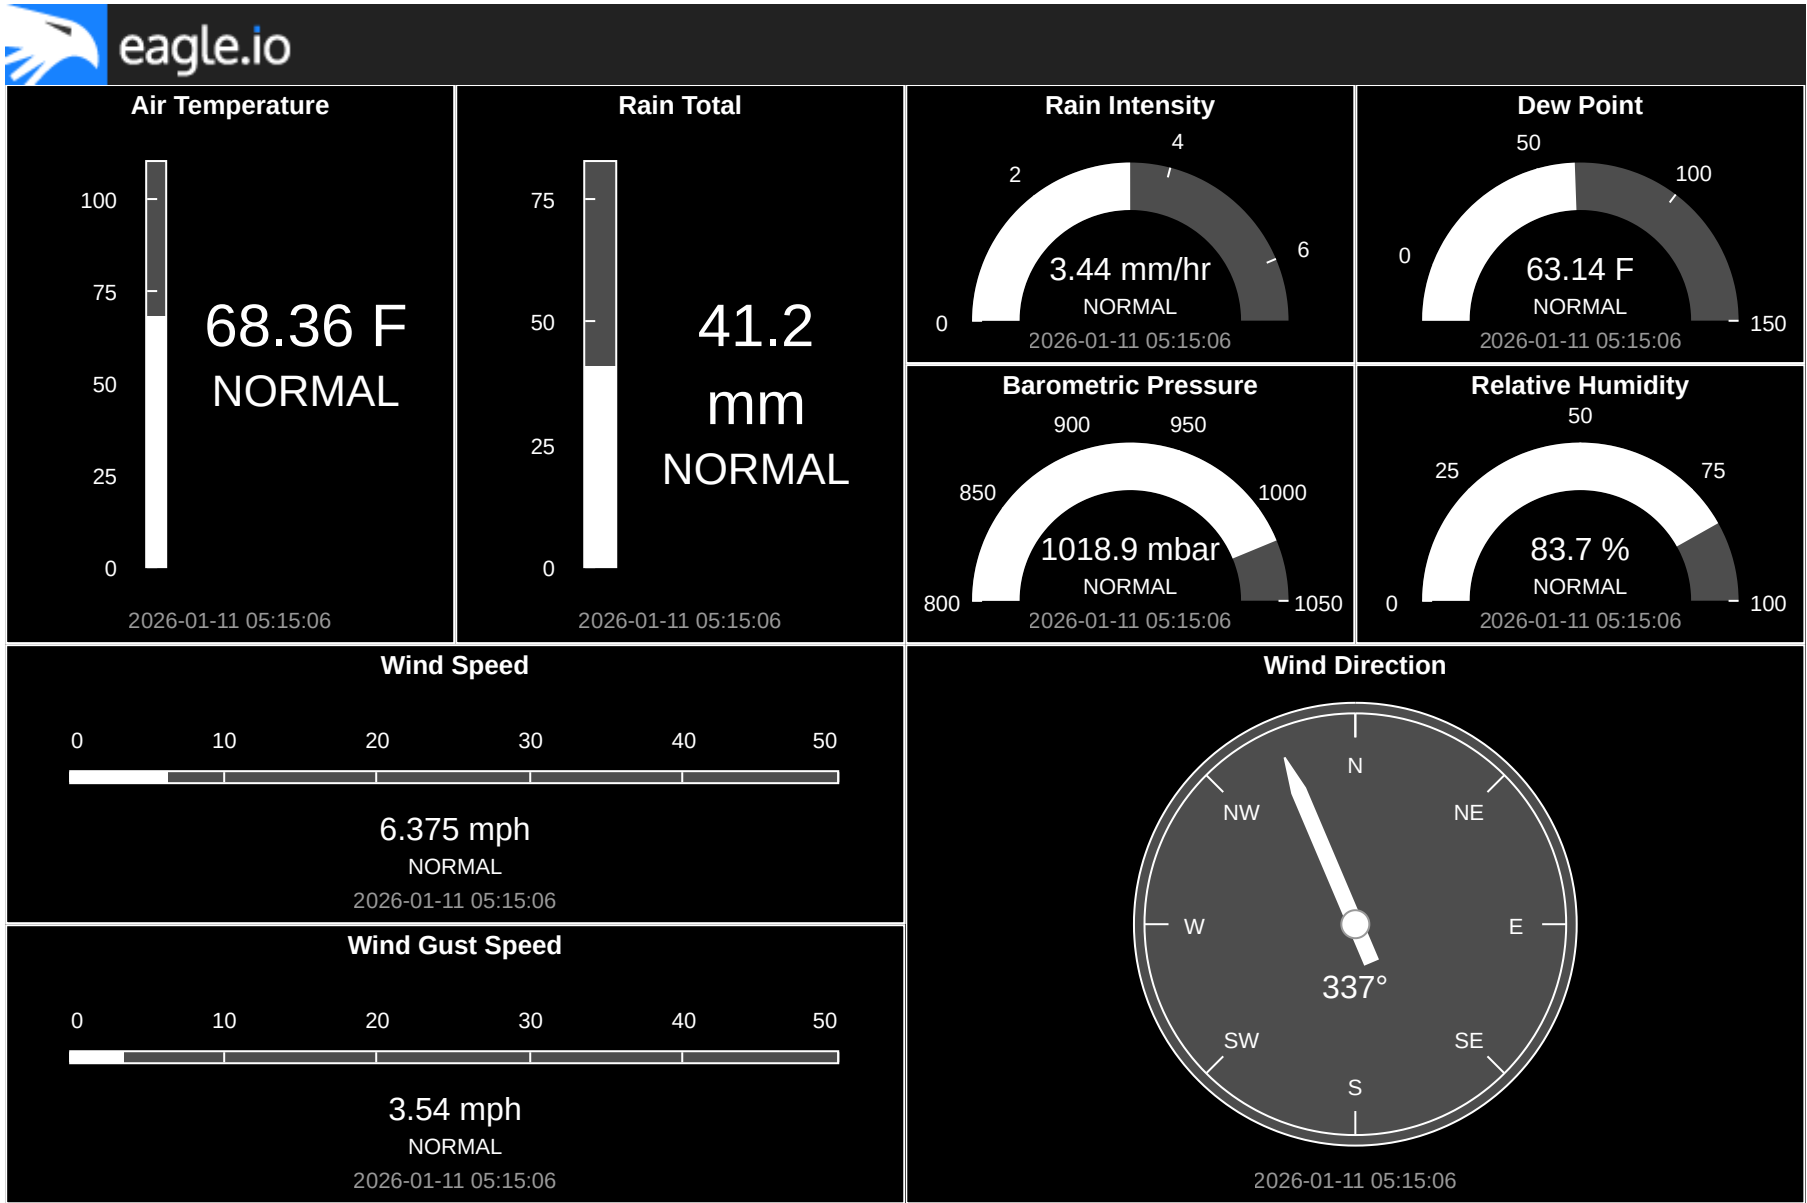 eagle.io
Air Temperature
100
75
50
25
0
68.36 F
NORMAL
2026-01-11 05:15:06
Rain Total
75
50
25
0
41.2
mm
NORMAL
2026-01-11 05:15:06
Rain Intensity
0
2
4
6
3.44 mm/hr
NORMAL
2026-01-11 05:15:06
Dew Point
0
50
100
150
63.14 F
NORMAL
2026-01-11 05:15:06
Barometric Pressure
800
850
900
950
1000
1050
1018.9 mbar
NORMAL
2026-01-11 05:15:06
Relative Humidity
0
25
50
75
100
83.7 %
NORMAL
2026-01-11 05:15:06
Wind Speed
0 10 20 30 40 50
6.375 mph
NORMAL
2026-01-11 05:15:06
Wind Gust Speed
0 10 20 30 40 50
3.54 mph
NORMAL
2026-01-11 05:15:06
Wind Direction
N
NW NE
W E
337°
SW SE
S
2026-01-11 05:15:06